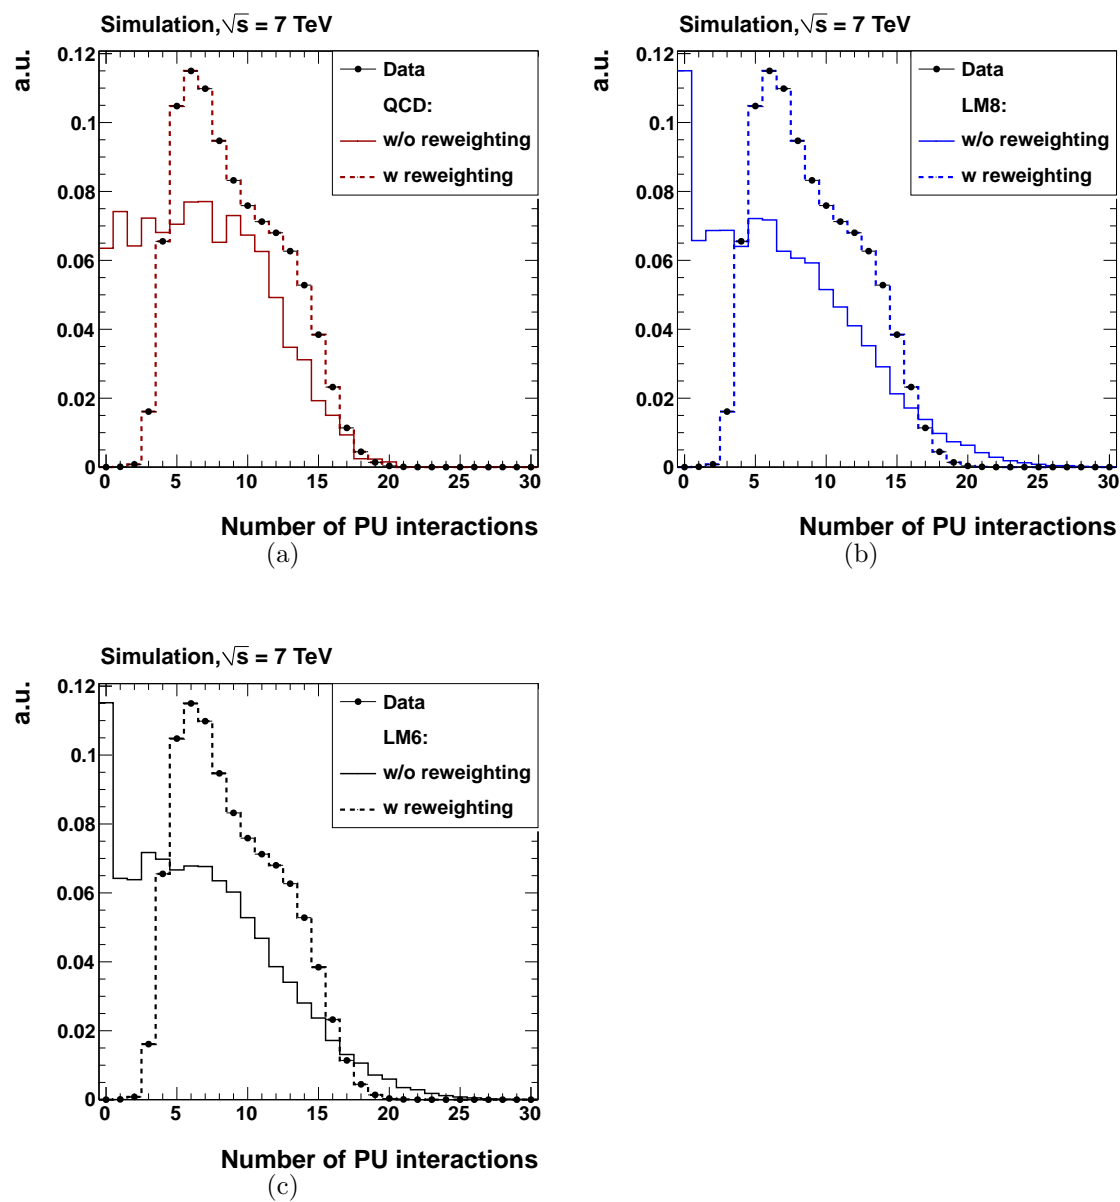 Simulation, √s = 7 TeV
a.u.
0.12
0.1
0.08
0.06
0.04
0.02
0
Data
QCD:
w/o reweighting
w reweighting
0 5 10 15 20 25 30
Number of PU interactions
(a)
Simulation, √s = 7 TeV
a.u.
0.12
0.1
0.08
0.06
0.04
0.02
0
Data
LM8:
w/o reweighting
w reweighting
0 5 10 15 20 25 30
Number of PU interactions
(b)
Simulation, √s = 7 TeV
a.u.
0.12
0.1
0.08
0.06
0.04
0.02
0
Data
LM6:
w/o reweighting
w reweighting
0 5 10 15 20 25 30
Number of PU interactions
(c)